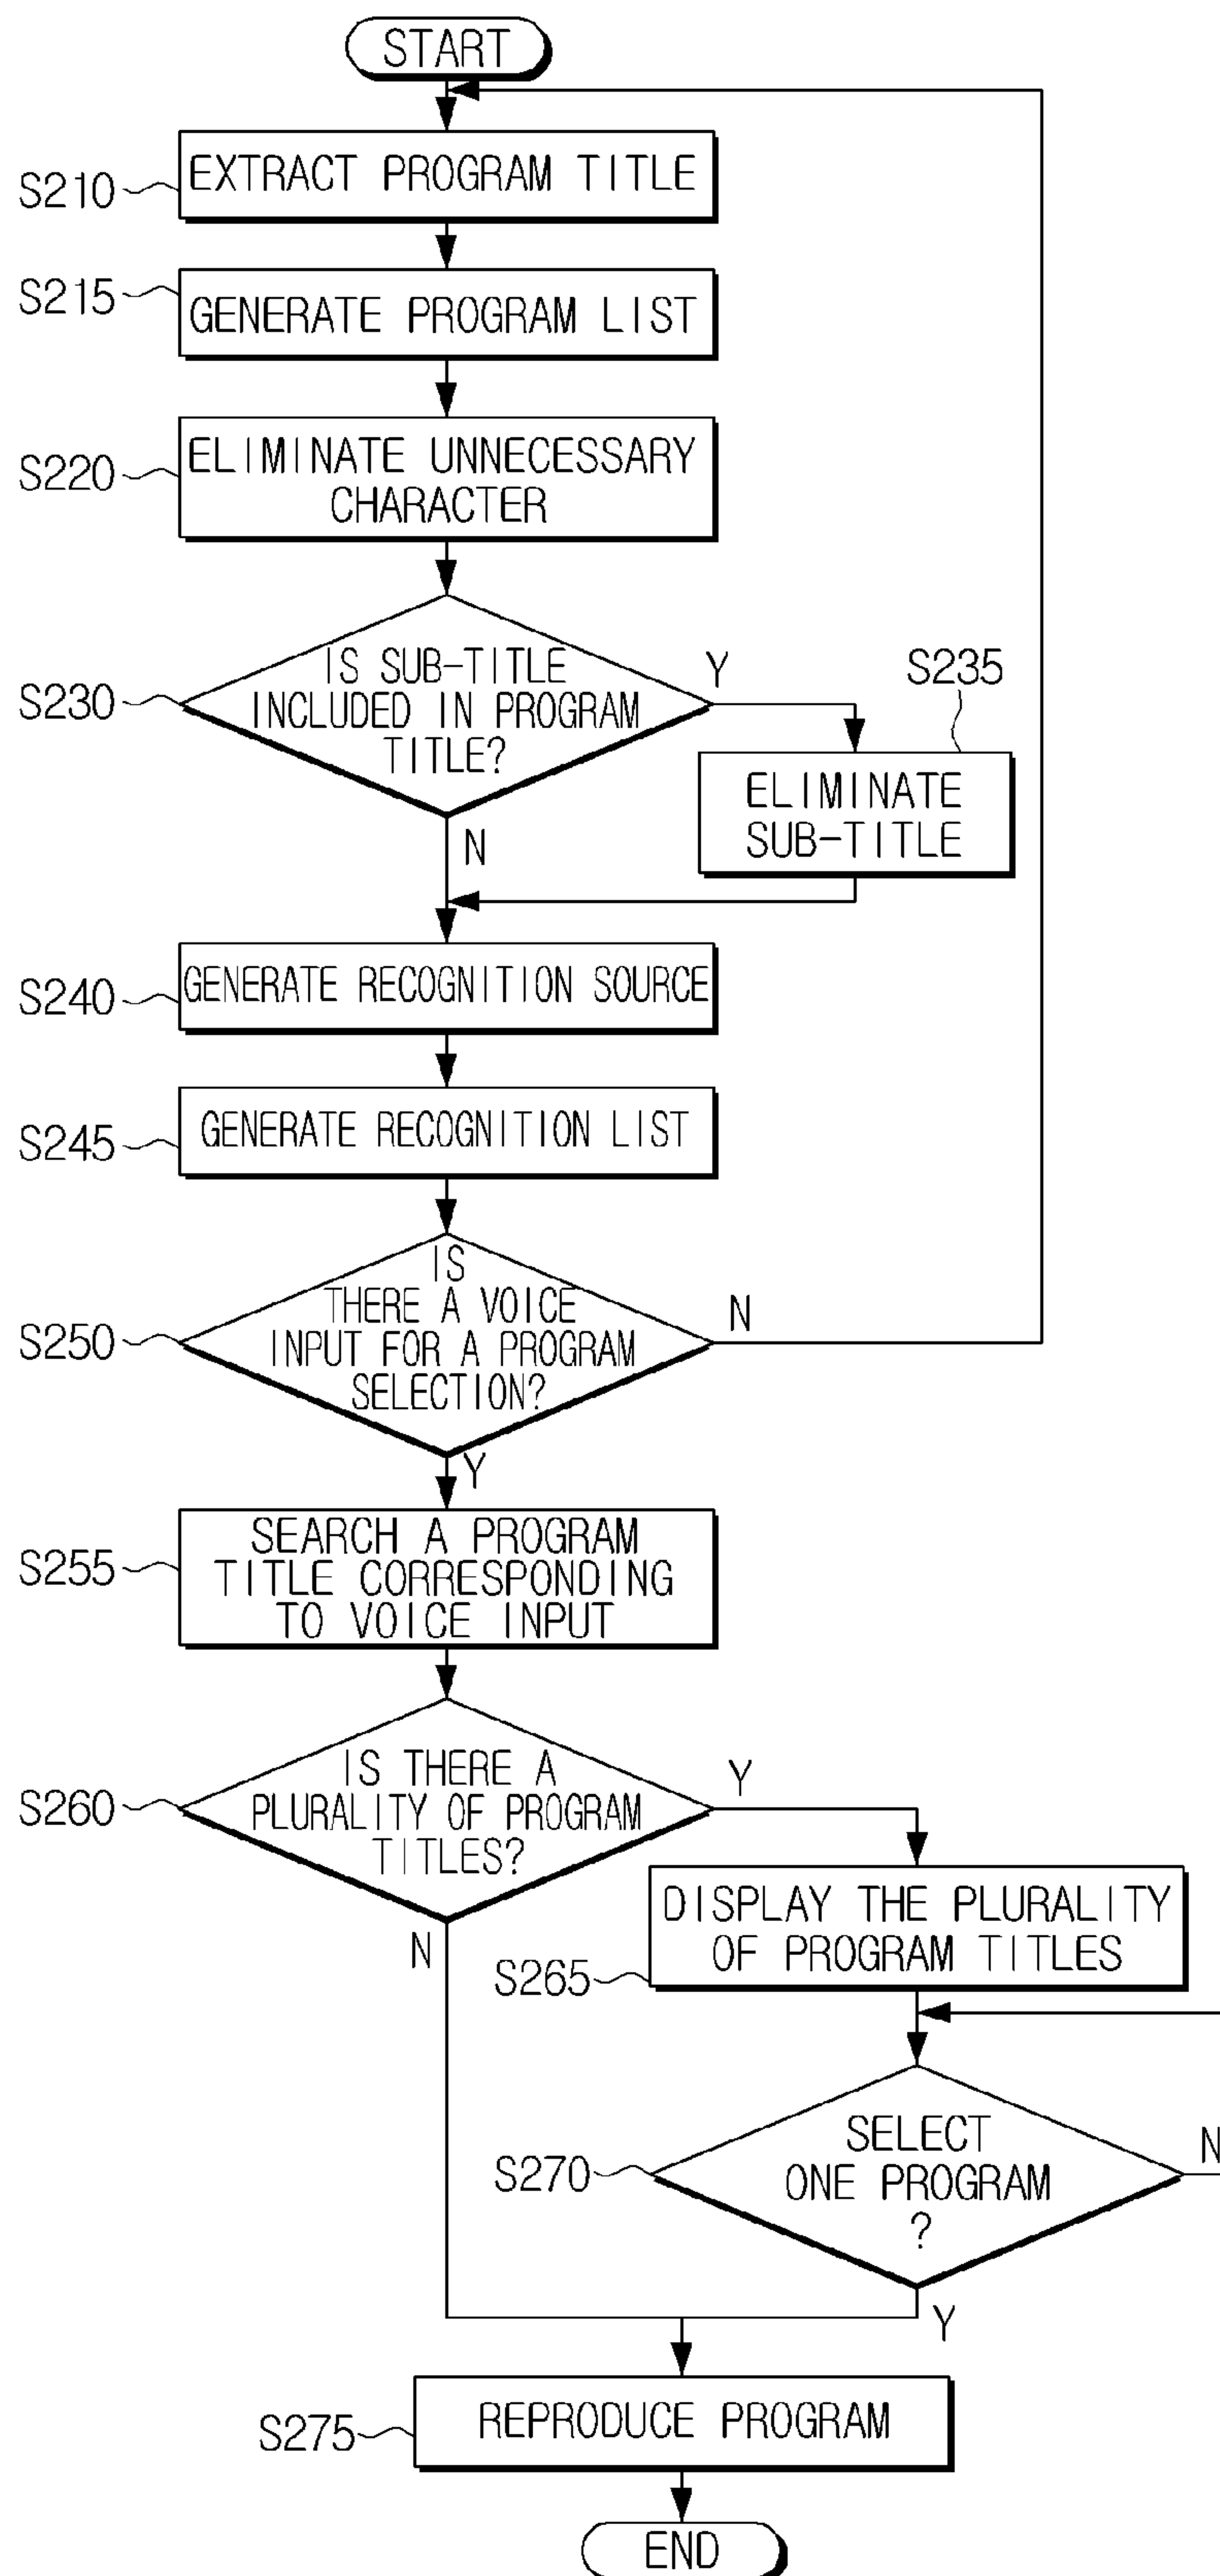 START
S210
EXTRACT PROGRAM TITLE
S215
GENERATE PROGRAM LIST
S220
ELIMINATE UNNECESSARY
CHARACTER
S230
IS SUB-TITLE
INCLUDED IN PROGRAM
TITLE?
Y
N
S235
ELIMINATE
SUB-TITLE
S240
GENERATE RECOGNITION SOURCE
S245
GENERATE RECOGNITION LIST
S250
IS
THERE A VOICE
INPUT FOR A PROGRAM
SELECTION?
N
Y
S255
SEARCH A PROGRAM
TITLE CORRESPONDING
TO VOICE INPUT
S260
IS THERE A
PLURALITY OF PROGRAM
TITLES?
Y
N
S265
DISPLAY THE PLURALITY
OF PROGRAM TITLES
S270
SELECT
ONE PROGRAM
?
N
Y
S275
REPRODUCE PROGRAM
END